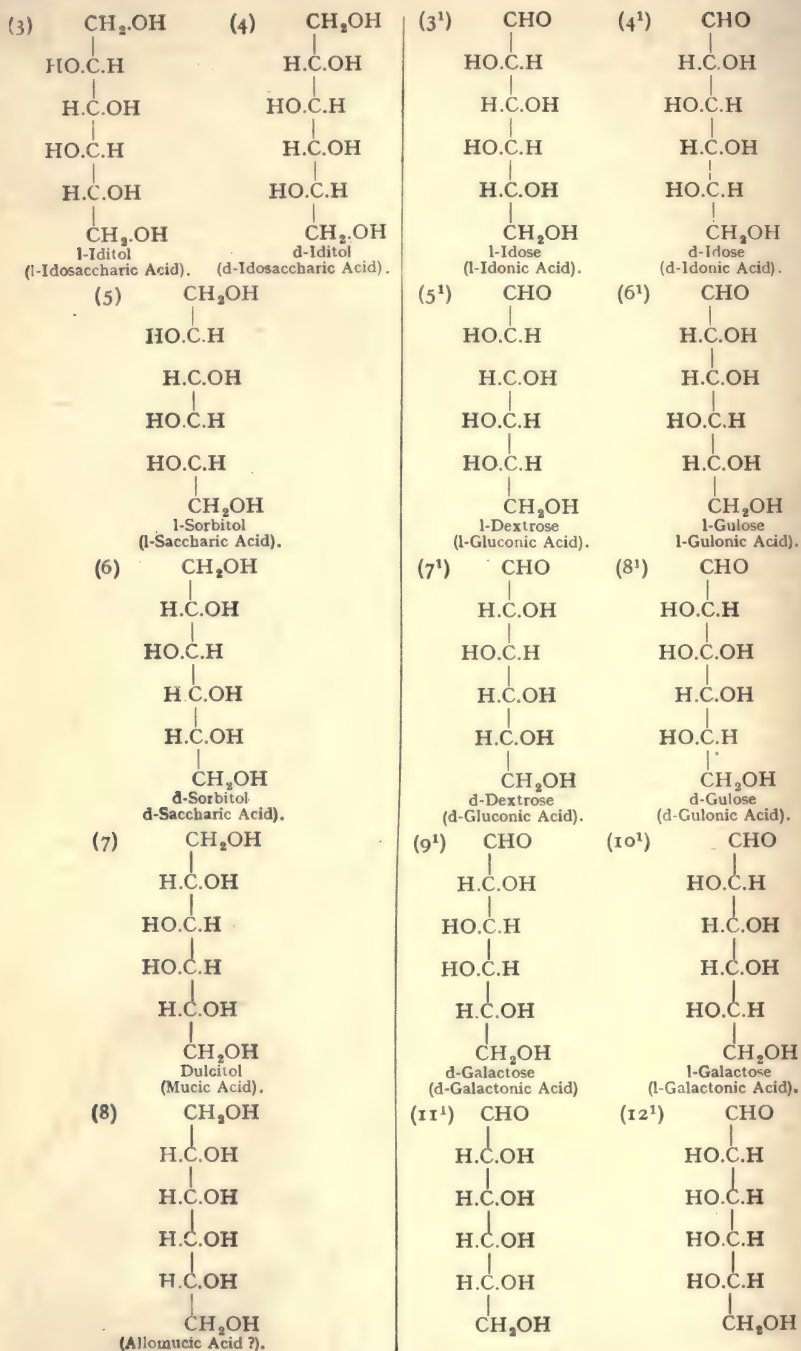 (3) CH₂.OH (4) CH₂OH (3¹) CHO (4¹) CHO
HO.C.H H.C.OH HO.C.H H.C.OH
H.C.OH HO.C.H H.C.OH HO.C.H
HO.C.H H.C.OH HO.C.H H.C.OH
H.C.OH HO.C.H H.C.OH HO.C.H
CH₂.OH CH₂.OH CH₂OH CH₂OH
l-Iditol d-Iditol l-Idose d-Idose
(l-Idosaccharic Acid). (d-Idosaccharic Acid). (l-Idonic Acid). (d-Idonic Acid).
(5) CH₂OH (5¹) CHO (6¹) CHO
HO.C.H HO.C.H H.C.OH
H.C.OH H.C.OH H.C.OH
HO.C.H HO.C.H HO.C.H
HO.C.H HO.C.H H.C.OH
CH₂OH CH₂OH CH₂OH
l-Sorbitol l-Dextrose l-Gulose
(l-Saccharic Acid). (l-Gluconic Acid). l-Gulonic Acid).
(6) CH₂OH (7¹) CHO (8¹) CHO
H.C.OH H.C.OH HO.C.H
HO.C.H HO.C.H HO.C.OH
H.C.OH H.C.OH H.C.OH
H.C.OH H.C.OH HO.C.H
CH₂OH CH₂OH CH₂OH
d-Sorbitol d-Dextrose d-Gulose
d-Saccharic Acid). (d-Gluconic Acid). (d-Gulonic Acid).
(7) CH₂OH (9¹) CHO (10¹) CHO
H.C.OH H.C.OH HO.C.H
HO.C.H HO.C.H H.C.OH
HO.C.H HO.C.H H.C.OH
H.C.OH H.C.OH HO.C.H
CH₂OH CH₂OH CH₂OH
Dulcitol d-Galactose l-Galactose
(Mucic Acid). (d-Galactonic Acid) (l-Galactonic Acid).
(8) CH₂OH (11¹) CHO (12¹) CHO
H.C.OH H.C.OH HO.C.H
H.C.OH H.C.OH HO.C.H
H.C.OH H.C.OH HO.C.H
H.C.OH H.C.OH HO.C.H
CH₂OH CH₂OH CH₂OH
(Allomucic Acid ?).